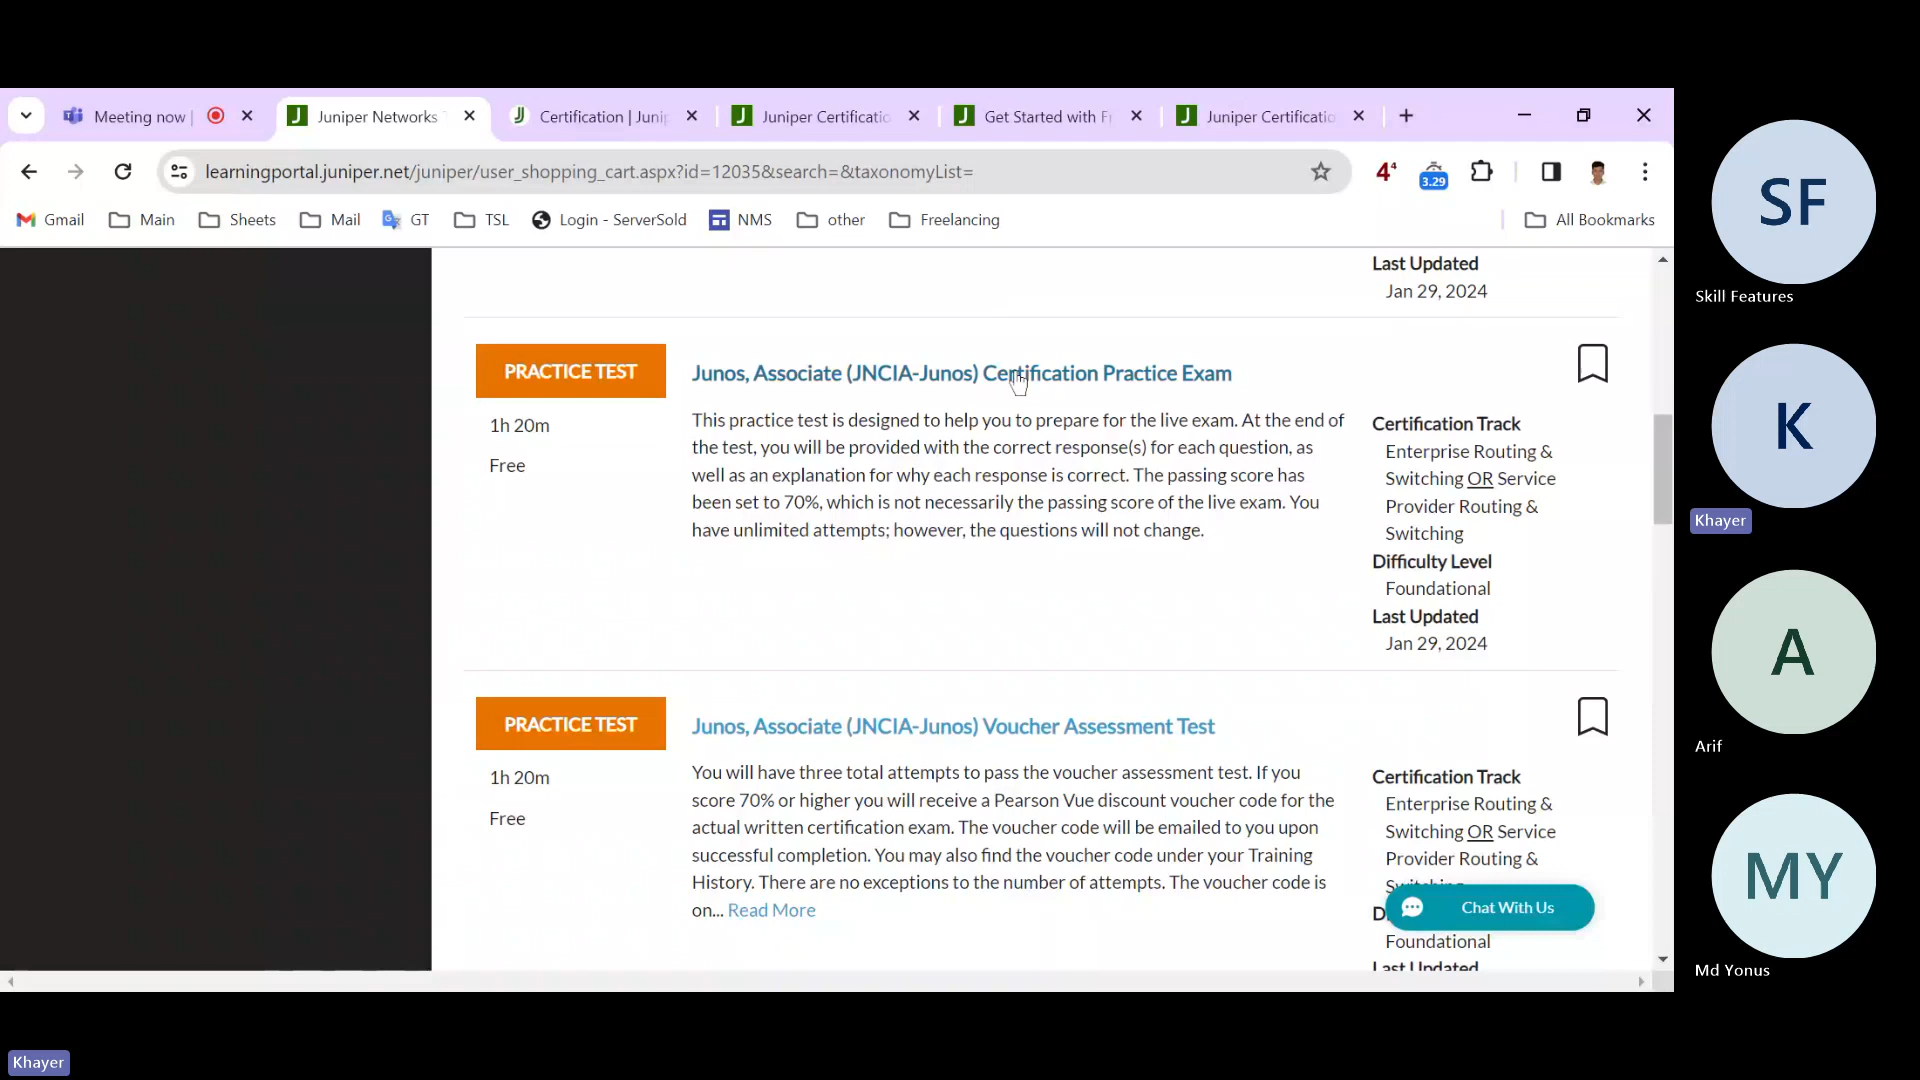 Meeting now |
Juniper Networks
Certification | Juni
Juniper Certificatio
Get Started with Fr
Juniper Certificatio
learningportal.juniper.net/juniper/user_shopping_cart.aspx?id=12035&search=&taxonomyList=
4⁴
3.29
Gmail
Main
Sheets
Mail
GT
TSL
Login - ServerSold
NMS
other
Freelancing
All Bookmarks
Last Updated
Jan 29, 2024
PRACTICE TEST
1h 20m
Free
Junos, Associate (JNCIA-Junos) Certification Practice Exam
This practice test is designed to help you to prepare for the live exam. At the end of
the test, you will be provided with the correct response(s) for each question, as
well as an explanation for why each response is correct. The passing score has
been set to 70%, which is not necessarily the passing score of the live exam. You
have unlimited attempts; however, the questions will not change.
Certification Track
Enterprise Routing &
Switching OR Service
Provider Routing &
Switching
Difficulty Level
Foundational
Last Updated
Jan 29, 2024
PRACTICE TEST
1h 20m
Free
Junos, Associate (JNCIA-Junos) Voucher Assessment Test
You will have three total attempts to pass the voucher assessment test. If you
score 70% or higher you will receive a Pearson Vue discount voucher code for the
actual written certification exam. The voucher code will be emailed to you upon
successful completion. You may also find the voucher code under your Training
History. There are no exceptions to the number of attempts. The voucher code is
on... Read More
Certification Track
Enterprise Routing &
Switching OR Service
Provider Routing &
Switching
D
Chat With Us
Foundational
Last Updated
SF
Skill Features
K
Khayer
A
Arif
MY
Md Yonus
Khayer